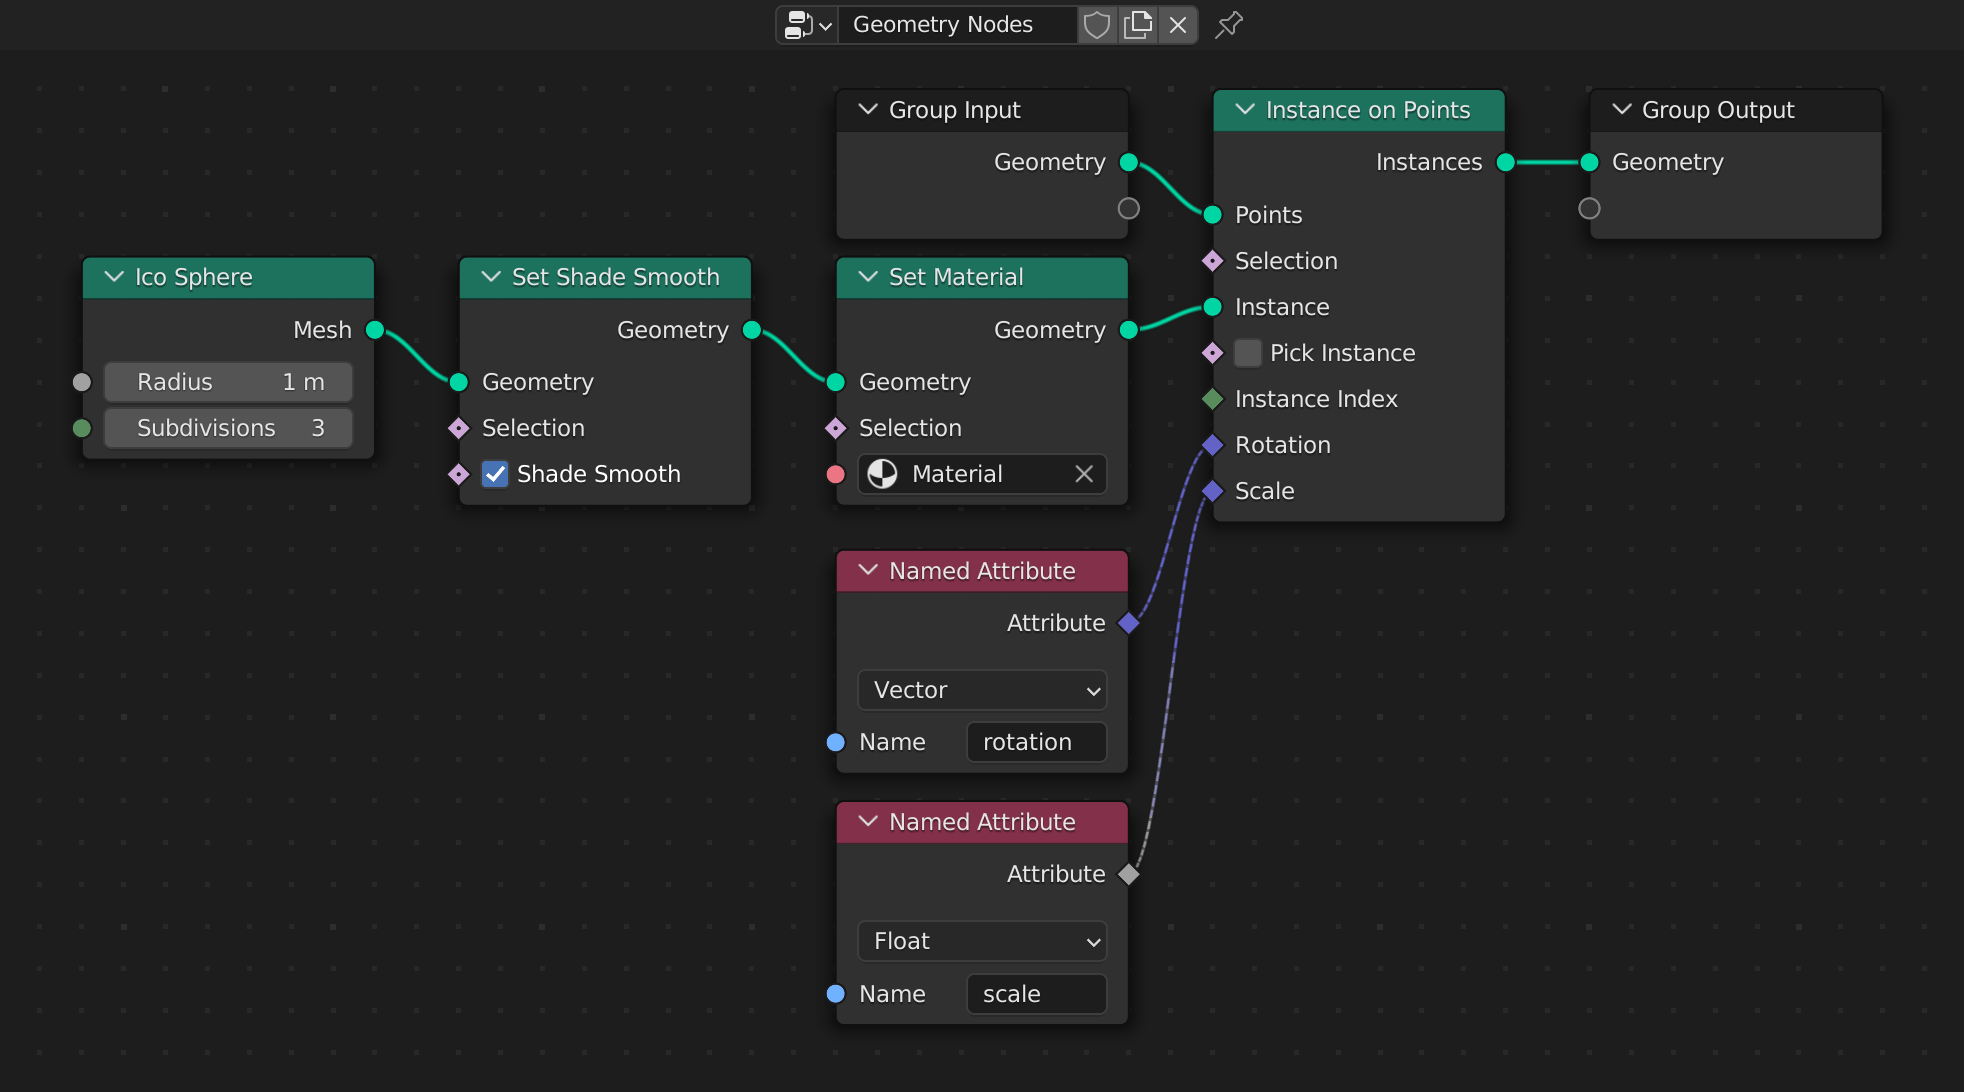 Geometry Nodes
Ico Sphere
Mesh
Radius 1 m
Subdivisions 3
Set Shade Smooth
Geometry
Geometry
Selection
Shade Smooth
Group Input
Geometry
Set Material
Geometry
Geometry
Selection
Material
Named Attribute
Attribute
Vector
Name rotation
Named Attribute
Attribute
Float
Name scale
Instance on Points
Instances
Points
Selection
Instance
Pick Instance
Instance Index
Rotation
Scale
Group Output
Geometry